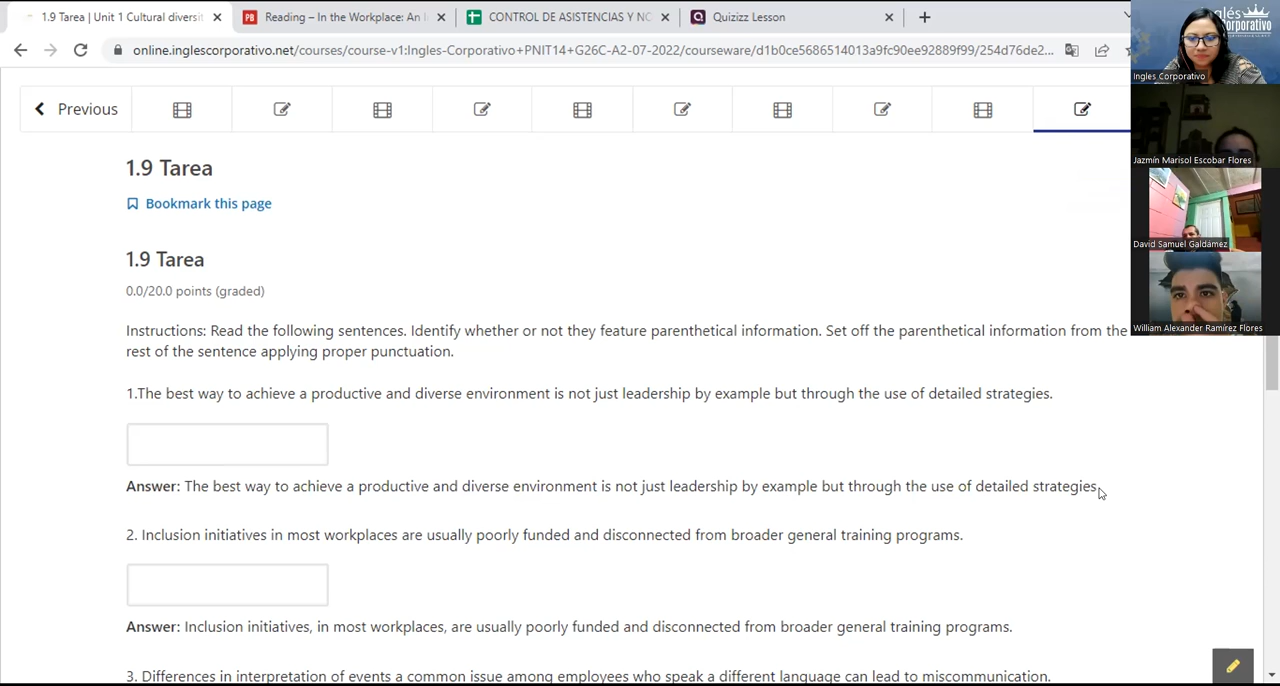 1.9 Tarea | Unit 1 Cultural diversit
Reading – In the Workplace: An I
CONTROL DE ASISTENCIAS Y NO
Quizizz Lesson
online.inglescorporativo.net/courses/course-v1:Ingles-Corporativo+PNIT14+G26C-A2-07-2022/courseware/d1b0ce5686514013a9fc90ee92889f99/254d76de2...
Previous
1.9 Tarea
Bookmark this page
1.9 Tarea
0.0/20.0 points (graded)
Instructions: Read the following sentences. Identify whether or not they feature parenthetical information. Set off the parenthetical information from the
rest of the sentence applying proper punctuation.
1.The best way to achieve a productive and diverse environment is not just leadership by example but through the use of detailed strategies.
Answer: The best way to achieve a productive and diverse environment is not just leadership by example but through the use of detailed strategies.
2. Inclusion initiatives in most workplaces are usually poorly funded and disconnected from broader general training programs.
Answer: Inclusion initiatives, in most workplaces, are usually poorly funded and disconnected from broader general training programs.
3. Differences in interpretation of events a common issue among employees who speak a different language can lead to miscommunication.
nglés
orporativo
Ingles Corporativo
Jazmín Marisol Escobar Flores
David Samuel Galdámez
William Alexander Ramírez Flores